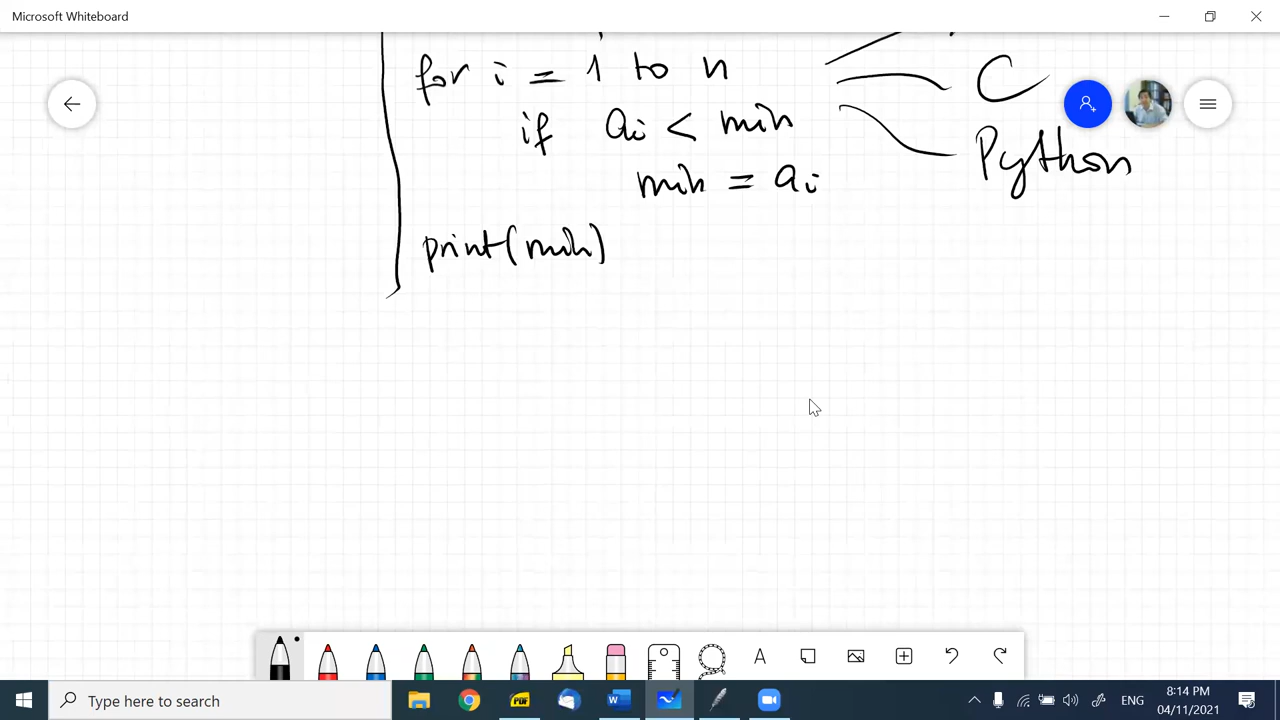 Microsoft Whiteboard
for i = 1 to n
C
if ai < min
Python
min = ai
print(min)
A
Type here to search
PDF
W
ENG
8:14 PM
04/11/2021